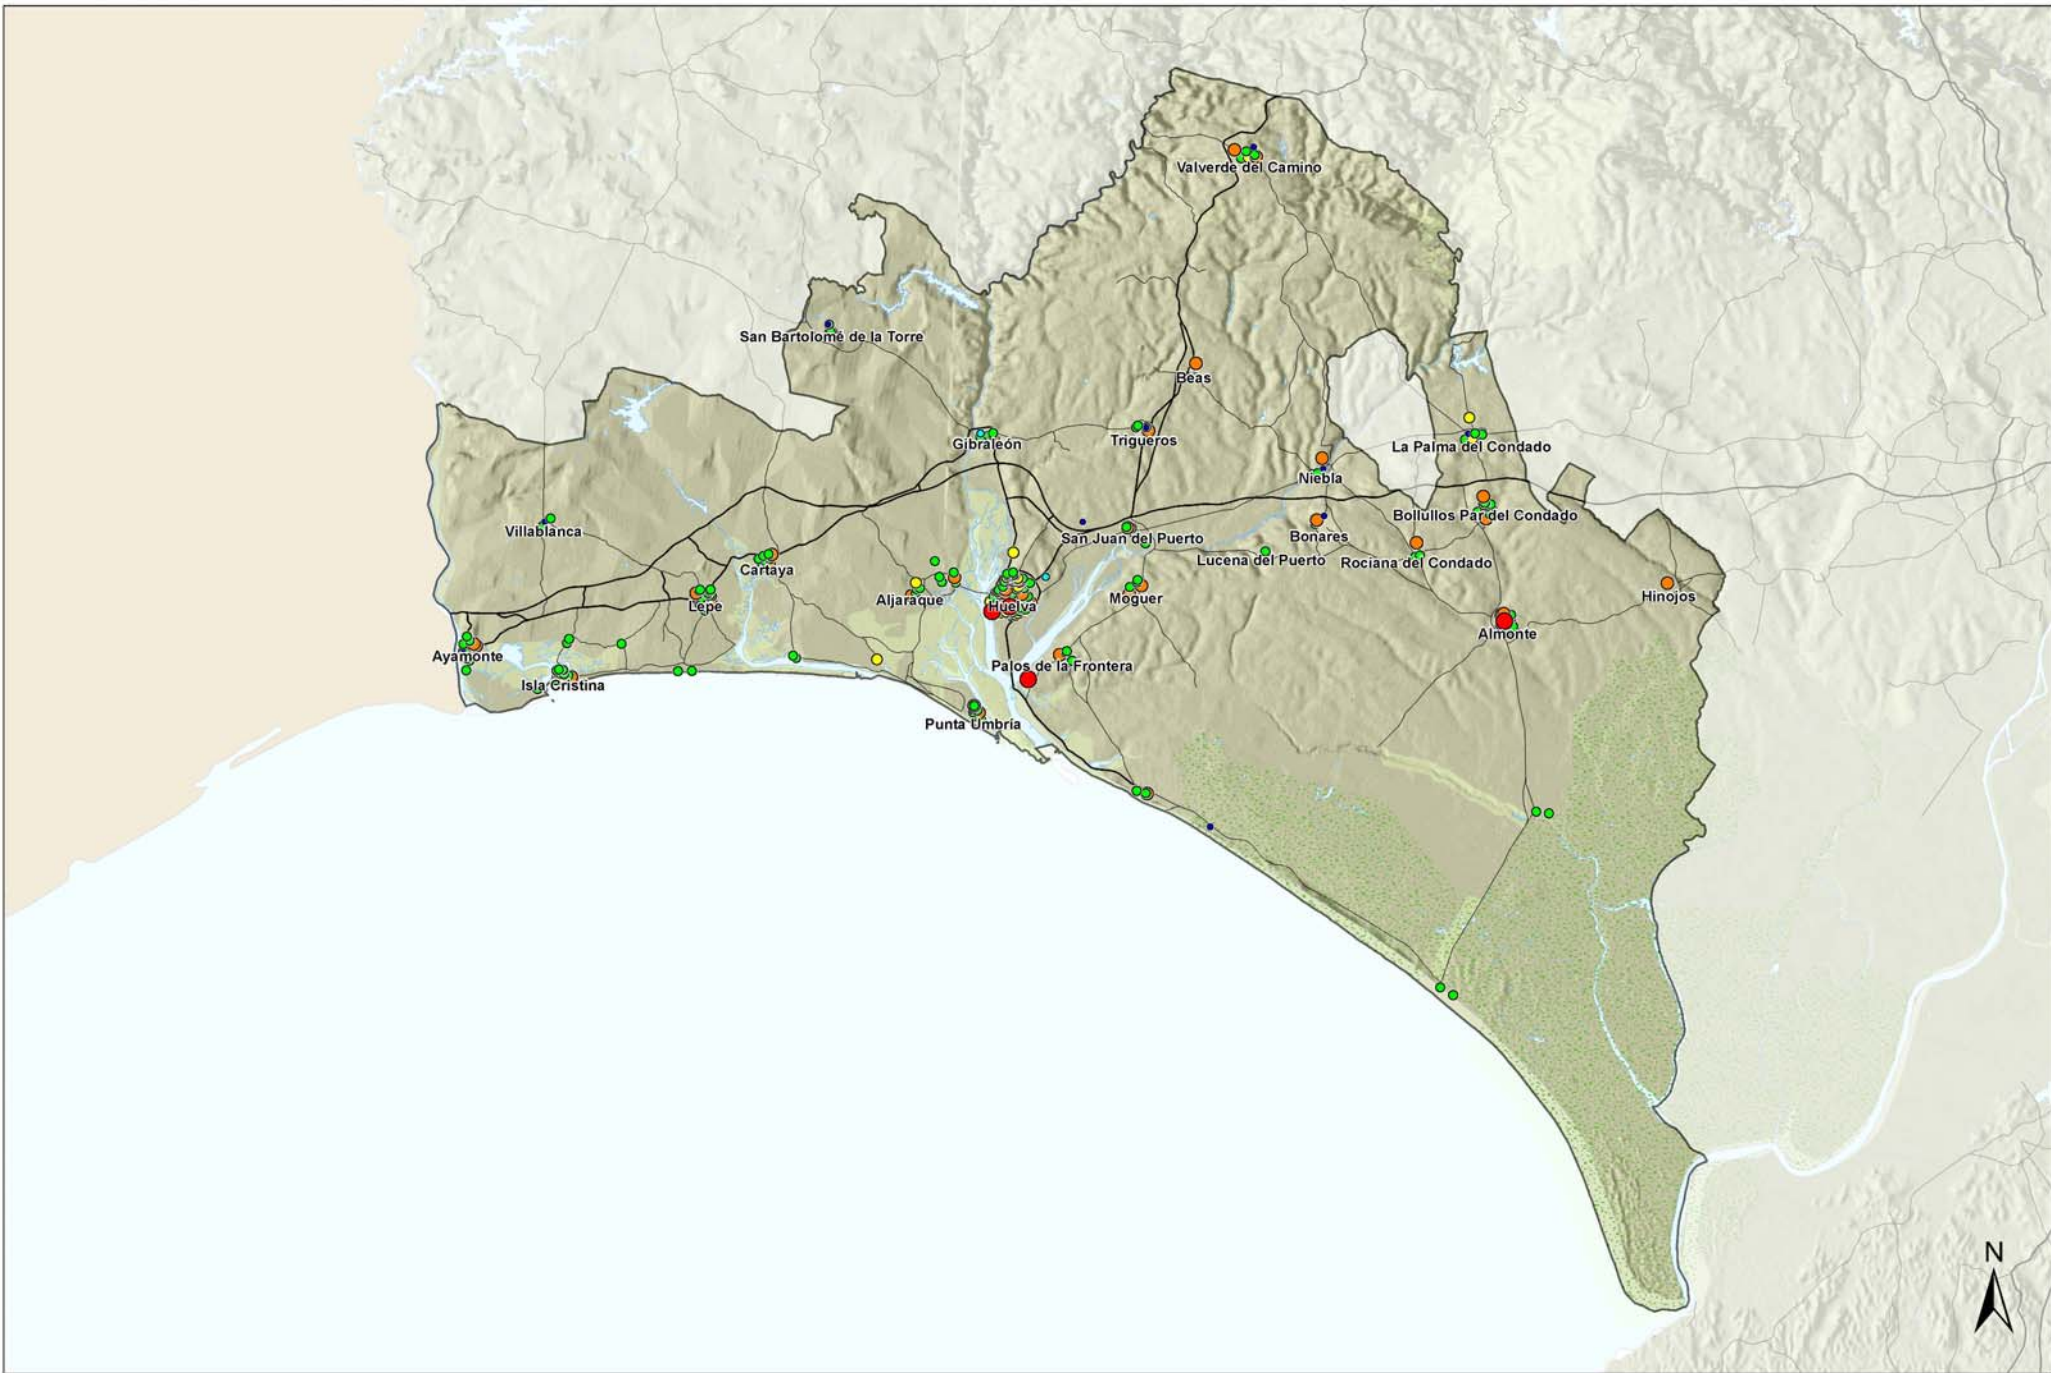 Valverde del Camino
San Bartolomé de la Torre
Beas
Gibraleón
Trigueros
La Palma del Condado
Niebla
Villablanca
Bollullos Par del Condado
San Juan del Puerto
Bonares
Lucena del Puerto
Rociana del Condado
Cartaya
Aljaraque
Moguer
Hinojos
Lepe
Huelva
Almonte
Ayamonte
Palos de la Frontera
Isla Cristina
Punta Umbría
N